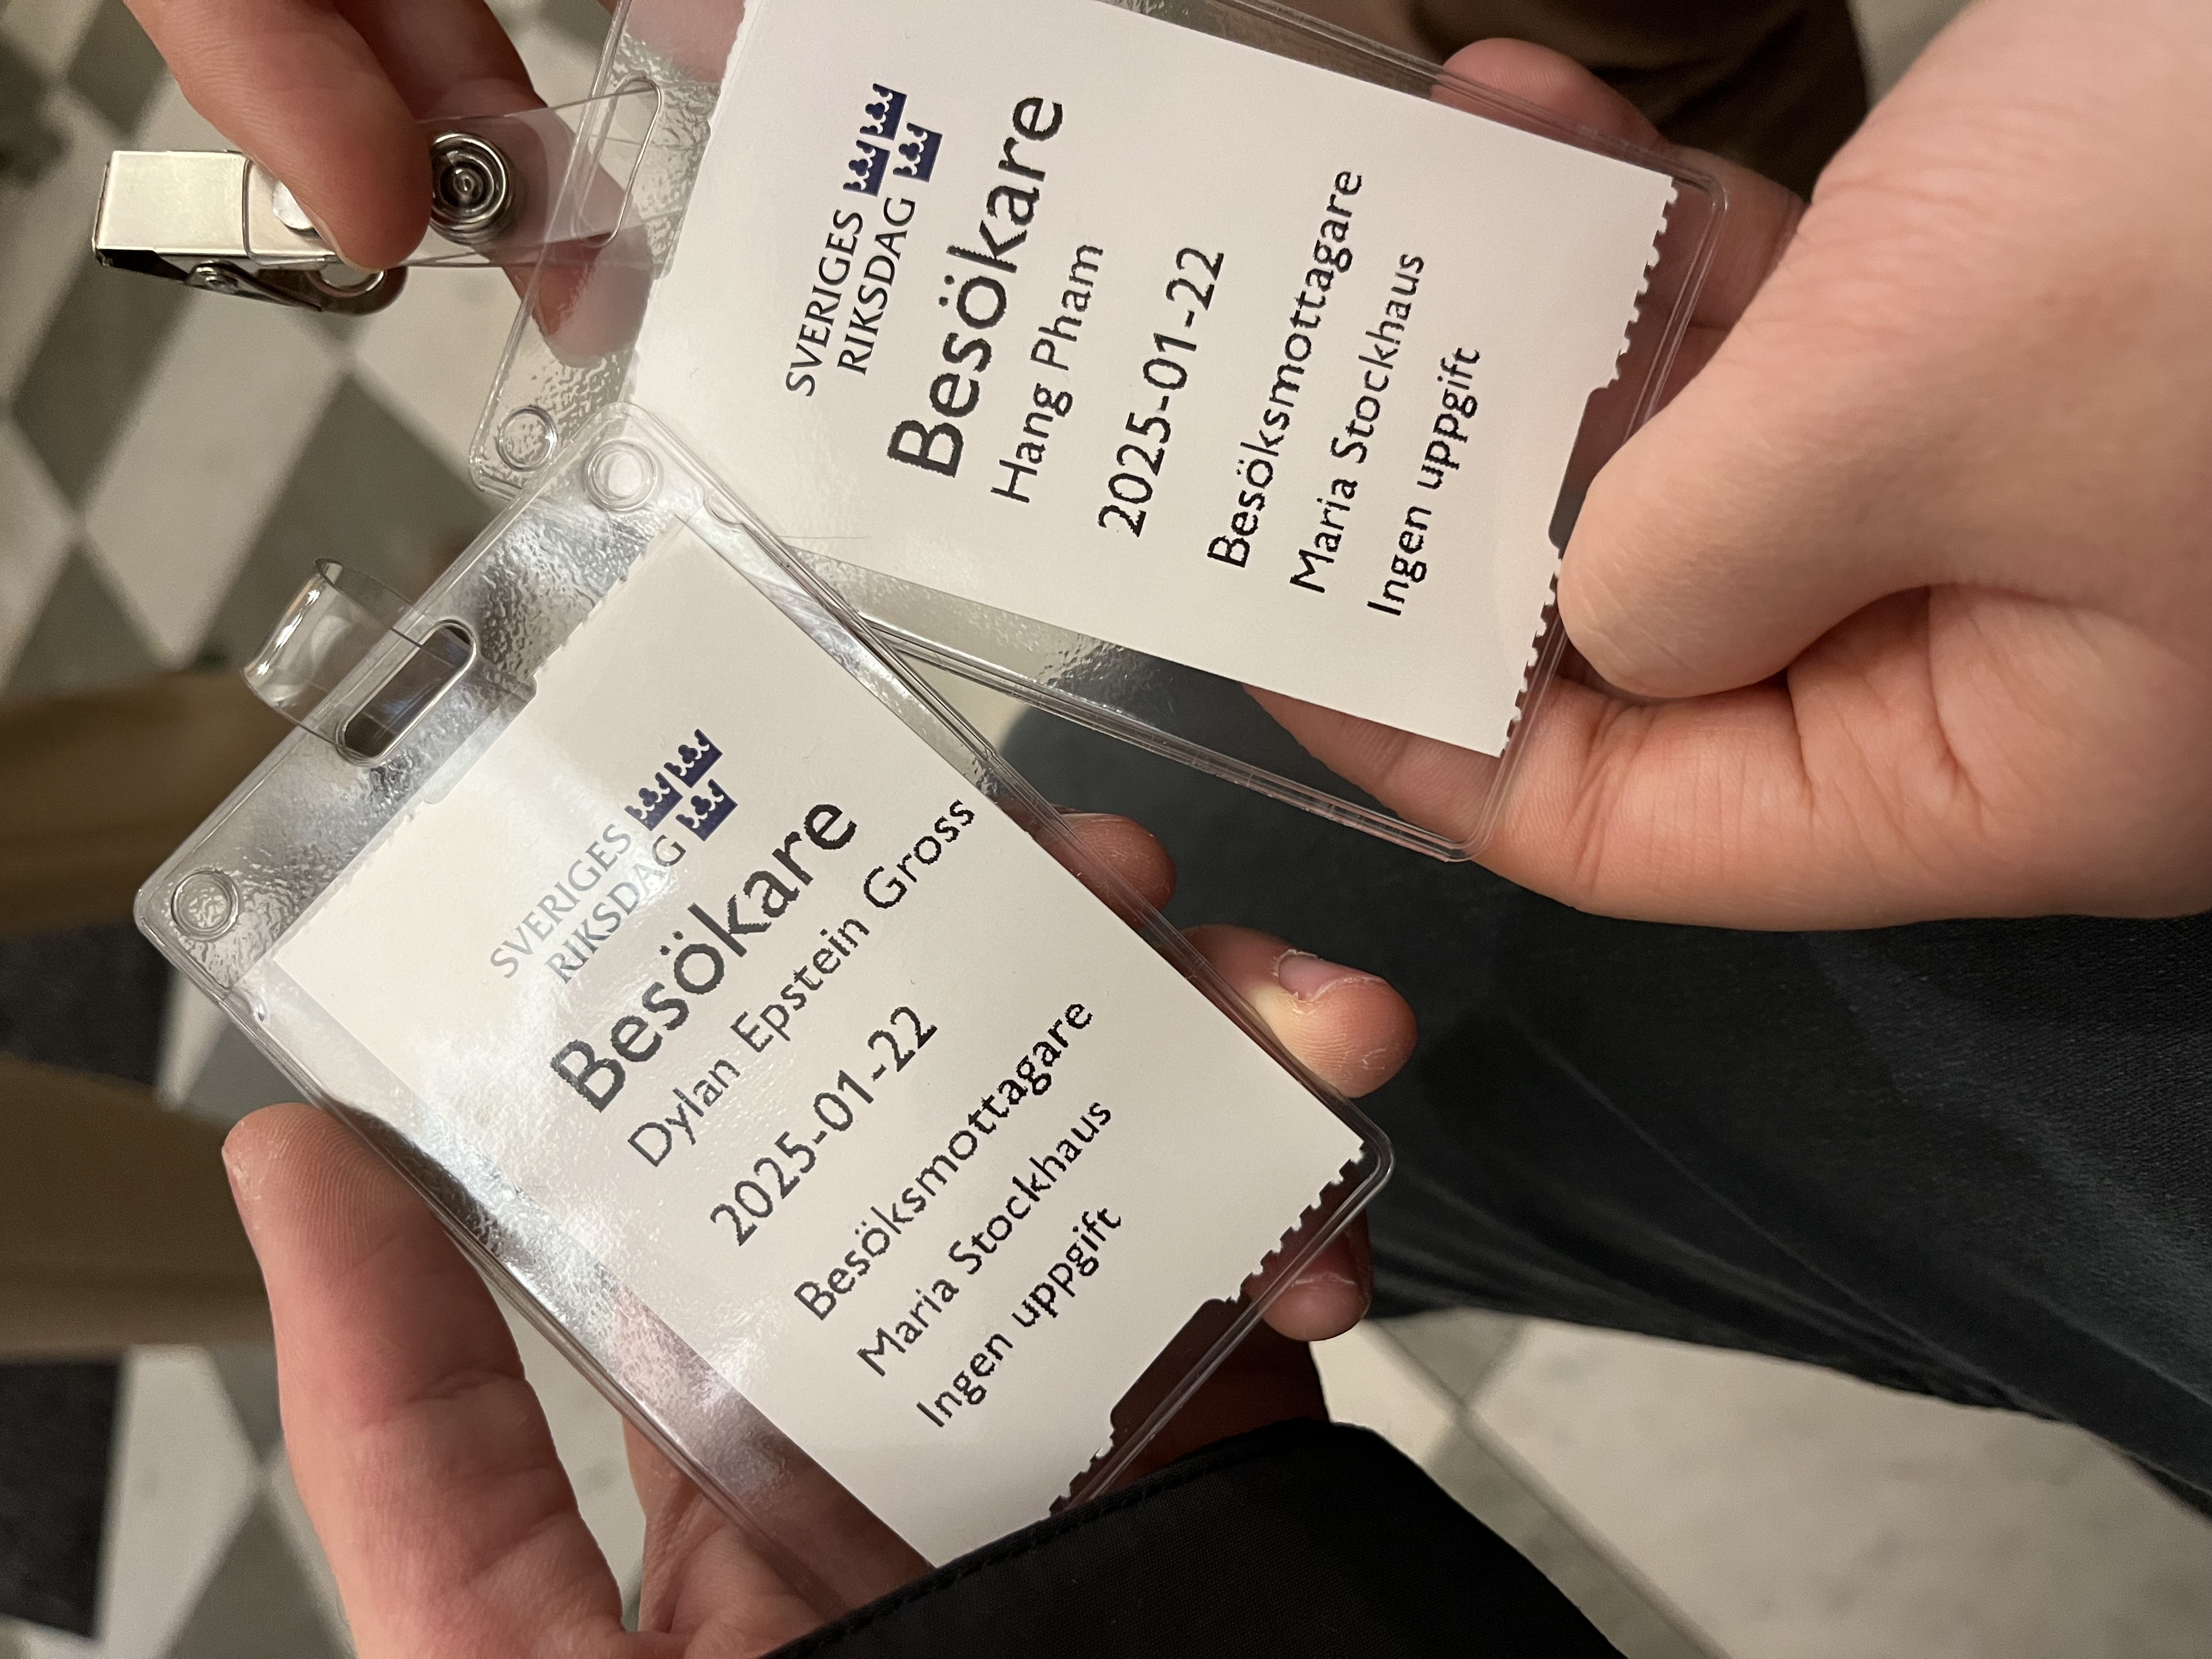 SVERIGES
RIKSDAG
Besökare
Dylan Epstein Gross
2025-01-22
Besöksmottagare
Maria Stockhaus
Ingen uppgift
SVERIGES
RIKSDAG
Besökare
Hang Pham
2025-01-22
Besöksmottagare
Maria Stockhaus
Ingen uppgift